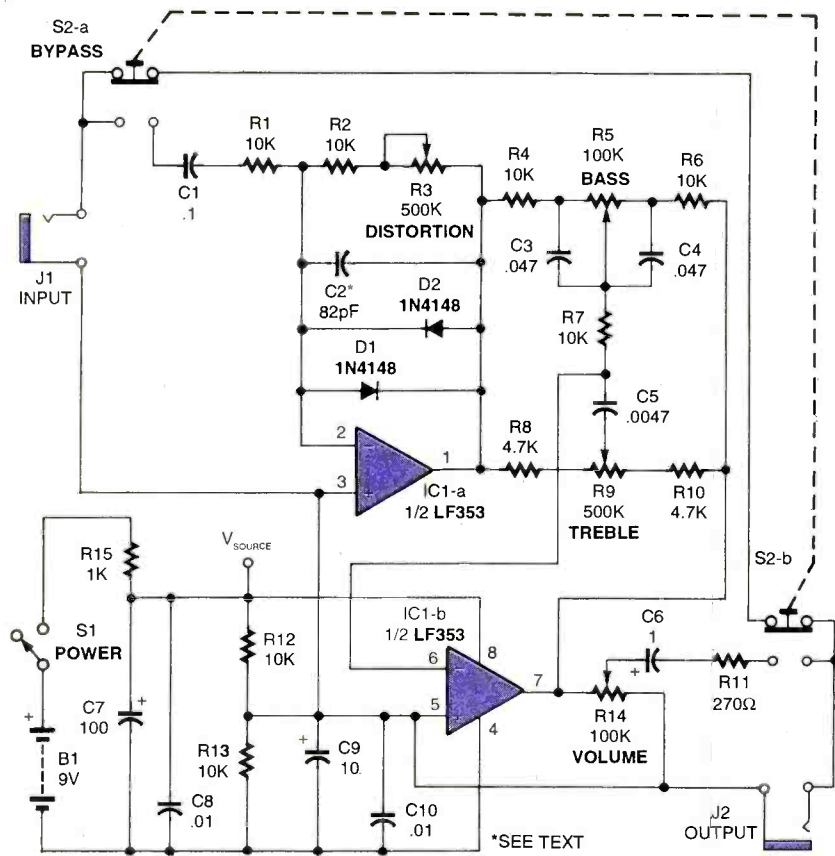 S2-a
BYPASS
R1
10K
R2
10K
R3
500K
DISTORTION
R4
10K
R5
100K
BASS
R6
10K
C1
.1
J1
INPUT
C2*
82pF
D2
1N4148
D1
1N4148
C3
.047
C4
.047
R7
10K
C5
.0047
2
3
1
+
IC1-a
1/2 LF353
R8
4.7K
R9
500K
TREBLE
R10
4.7K
R15
1K
VSOURCE
S1
POWER
R12
10K
IC1-b
1/2 LF353
6
8
5
4
7
+
S2-b
C6
1
+
R11
270Ω
R14
100K
VOLUME
+
B1
9V
C7
100
+
C8
.01
R13
10K
+
C9
10
C10
.01
*SEE TEXT
J2
OUTPUT